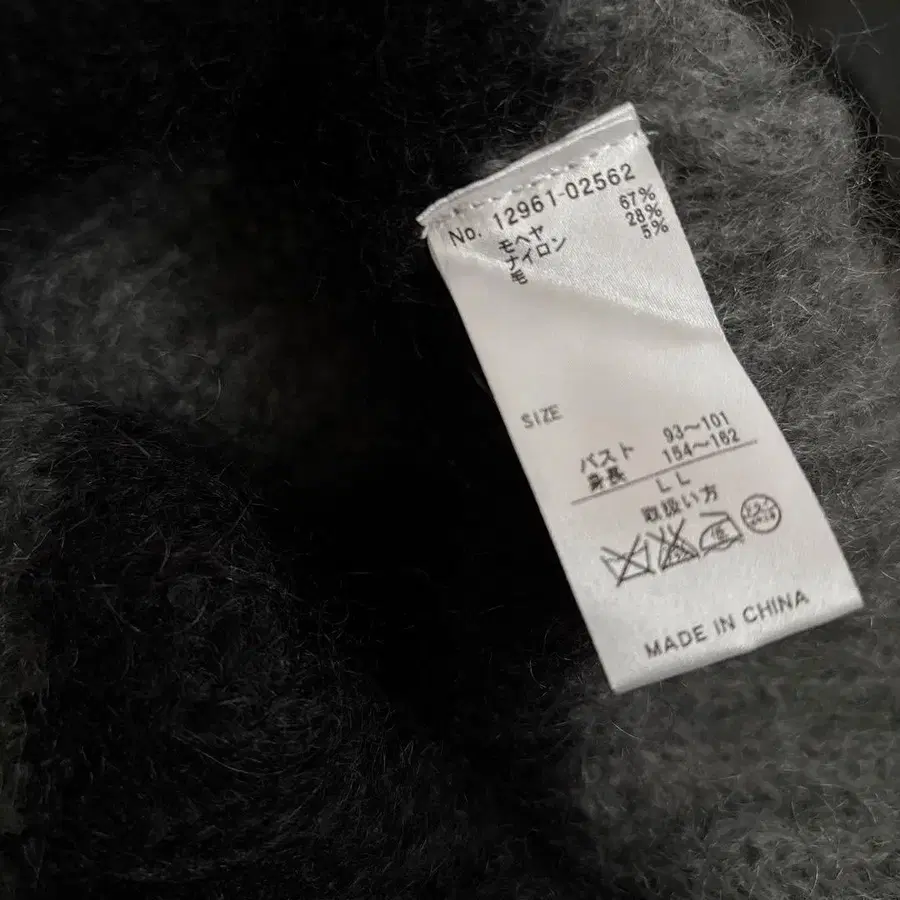 No. 12961-02562
モヘヤ 67%
ナイロン 28%
毛 5%
SIZE
バスト 93〜101
身長 154〜162
LL
取扱い方
MADE IN CHINA